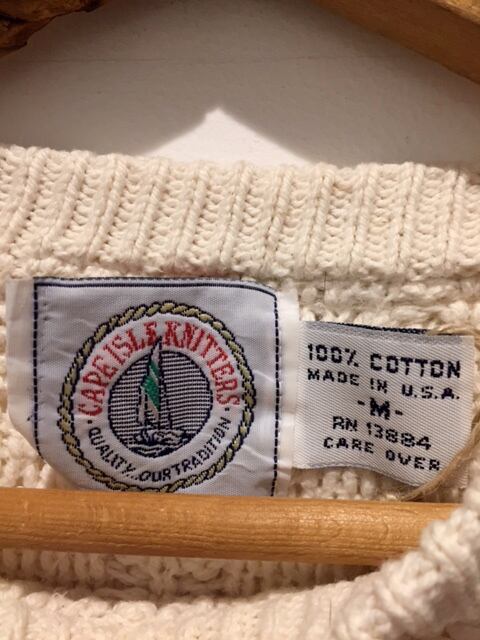 CAPE ISLE KNITTERS
QUALITY...OUR TRADITION
100% COTTON
MADE IN U.S.A.
-M-
RN 13884
CARE OVER